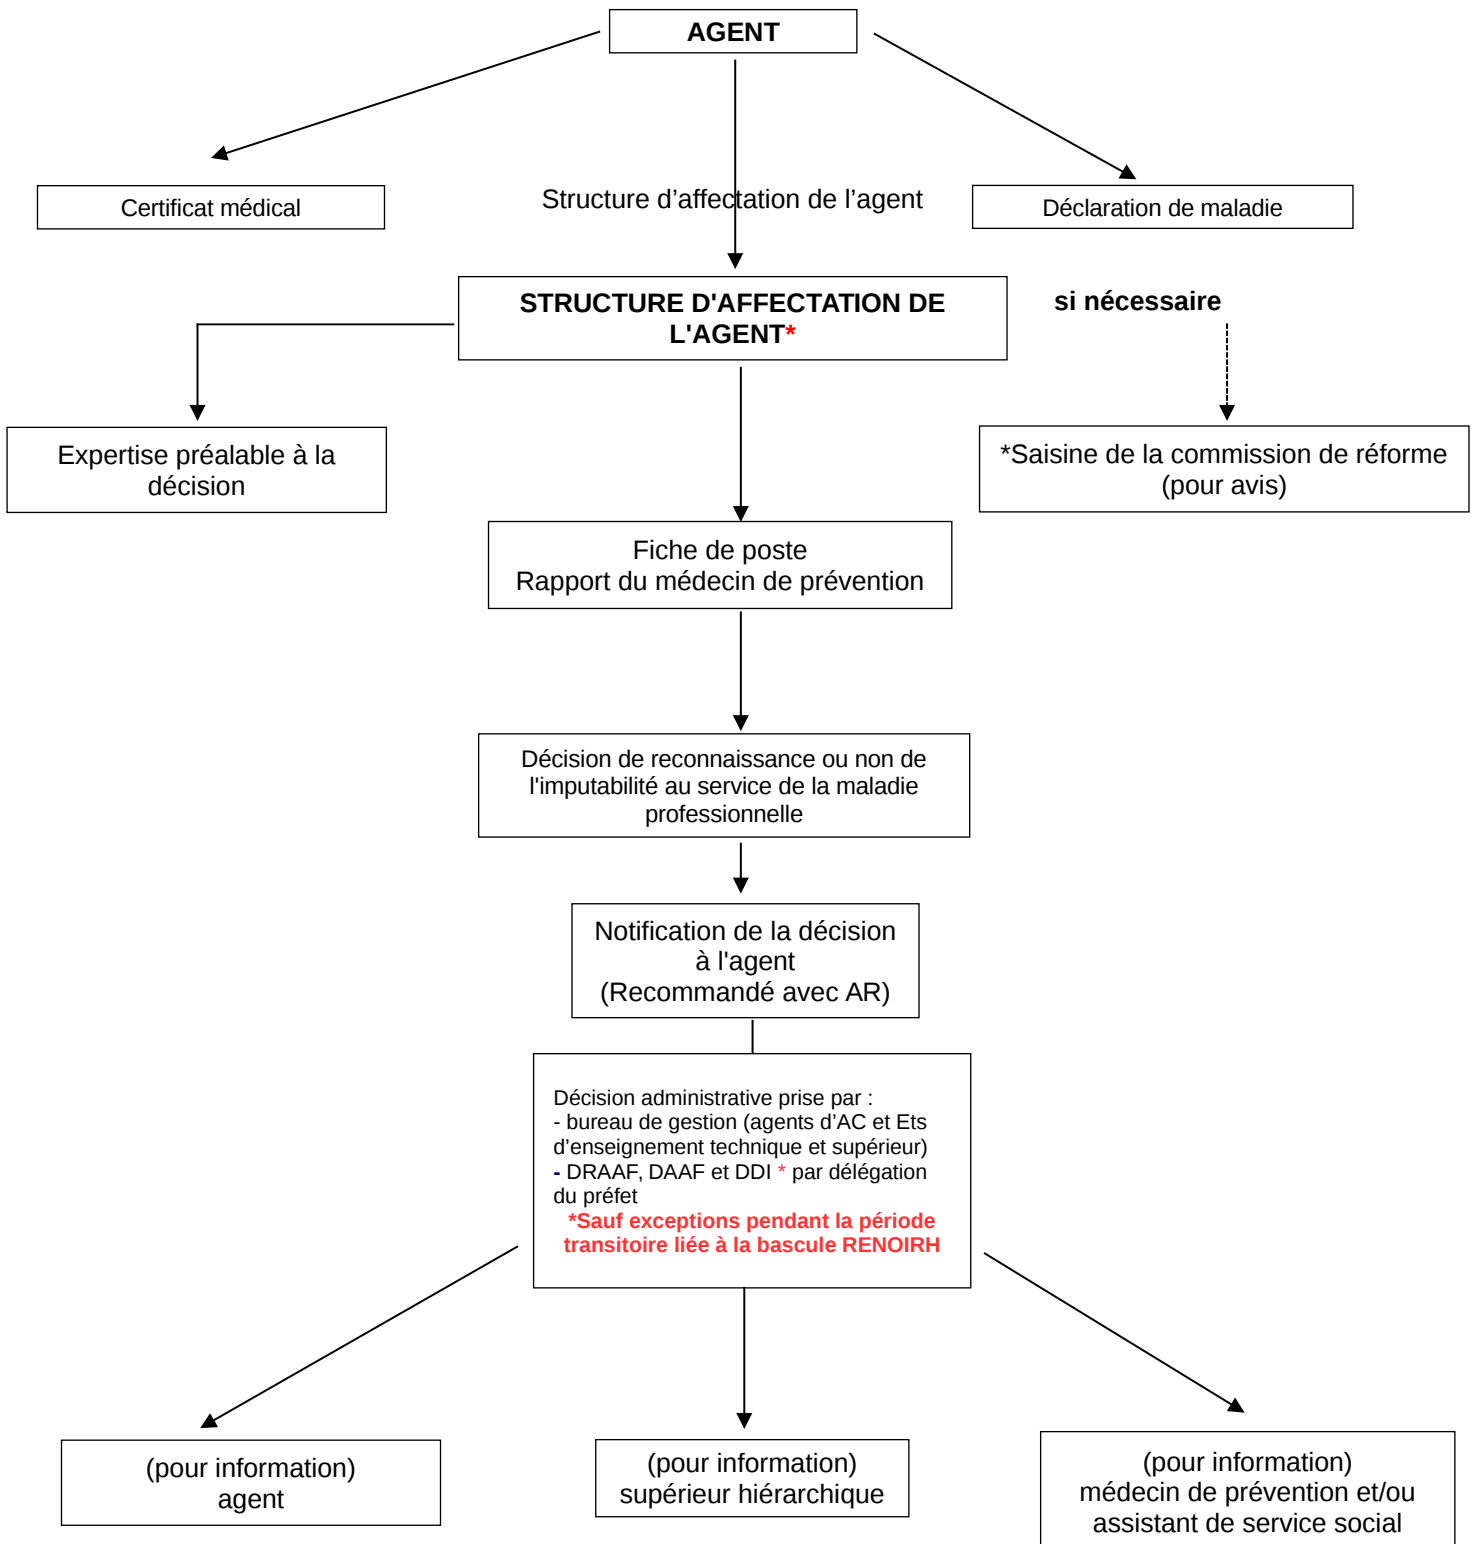 AGENT
Certificat médical
Structure d’affectation de l’agent
Déclaration de maladie
STRUCTURE D'AFFECTATION DE
L'AGENT*
si nécessaire
Expertise préalable à la
décision
*Saisine de la commission de réforme
(pour avis)
Fiche de poste
Rapport du médecin de prévention
Décision de reconnaissance ou non de
l'imputabilité au service de la maladie
professionnelle
Notification de la décision
à l'agent
(Recommandé avec AR)
Décision administrative prise par :
- bureau de gestion (agents d’AC et Ets
d’enseignement technique et supérieur)
- DRAAF, DAAF et DDI * par délégation
du préfet
*Sauf exceptions pendant la période
transitoire liée à la bascule RENOIRH
(pour information)
agent
(pour information)
supérieur hiérarchique
(pour information)
médecin de prévention et/ou
assistant de service social